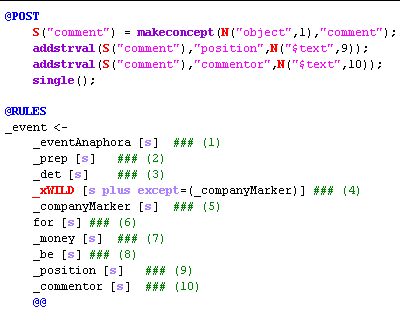 @POST
S("comment") = makeconcept(N("object",1),"comment");
addstrval(S("comment"),"position",N("$text",9));
addstrval(S("comment"),"commentor",N("$text",10));
single();
@RULES
_event <-
_eventAnaphora [s] ### (1)
_prep [s] ### (2)
_det [s] ### (3)
_xWILD [s plus except=(_companyMarker)] ### (4)
_companyMarker [s] ### (5)
for [s] ### (6)
_money [s] ### (7)
_be [s] ### (8)
_position [s] ### (9)
_commentor [s] ### (10)
@@